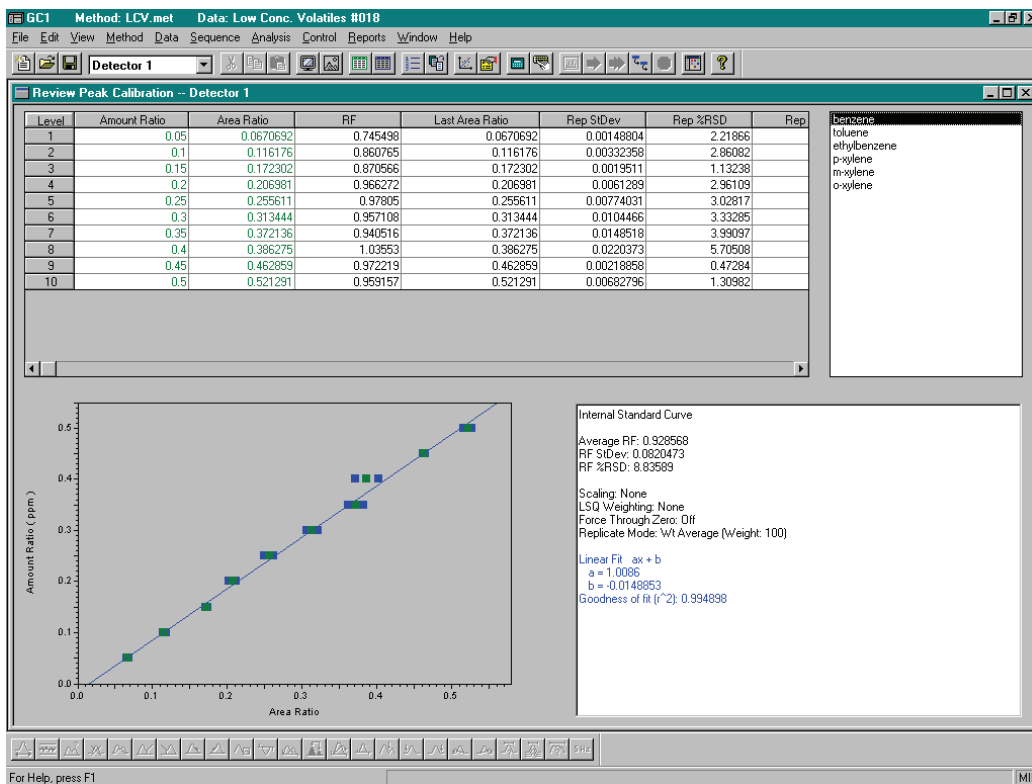 GC1 Method: LCV.met Data: Low Conc. Volatiles #018
File Edit View Method Data Sequence Analysis Control Reports Window Help
Detector 1
Review Peak Calibration -- Detector 1
Level Amount Ratio Area Ratio RF Last Area Ratio Rep StDev Rep %RSD Rep
1 0.05 0.0670692 0.745498 0.0670692 0.00148804 2.21866
2 0.1 0.116176 0.860765 0.116176 0.00332358 2.86082
3 0.15 0.172302 0.870566 0.172302 0.0019511 1.13238
4 0.2 0.206981 0.966272 0.206981 0.0061289 2.96109
5 0.25 0.255611 0.97805 0.255611 0.00774031 3.02817
6 0.3 0.313444 0.957108 0.313444 0.0104466 3.33285
7 0.35 0.372136 0.940516 0.372136 0.0148518 3.99097
8 0.4 0.386275 1.03553 0.386275 0.0220373 5.70508
9 0.45 0.462859 0.972219 0.462859 0.00218858 0.47284
10 0.5 0.521291 0.959157 0.521291 0.00682796 1.30982
benzene
toluene
ethylbenzene
p-xylene
m-xylene
o-xylene
Amount Ratio ( ppm )
0.5
0.4
0.3
0.2
0.1
0.0
0.0 0.1 0.2 0.3 0.4 0.5
Area Ratio
Internal Standard Curve
Average RF: 0.928568
RF StDev: 0.0820473
RF %RSD: 8.83589
Scaling: None
LSQ Weighting: None
Force Through Zero: Off
Replicate Mode: Wt Average (Weight: 100)
Linear Fit ax + b
a = 1.0086
b = -0.0148853
Goodness of fit (r^2): 0.994898
5Hz
For Help, press F1
MI